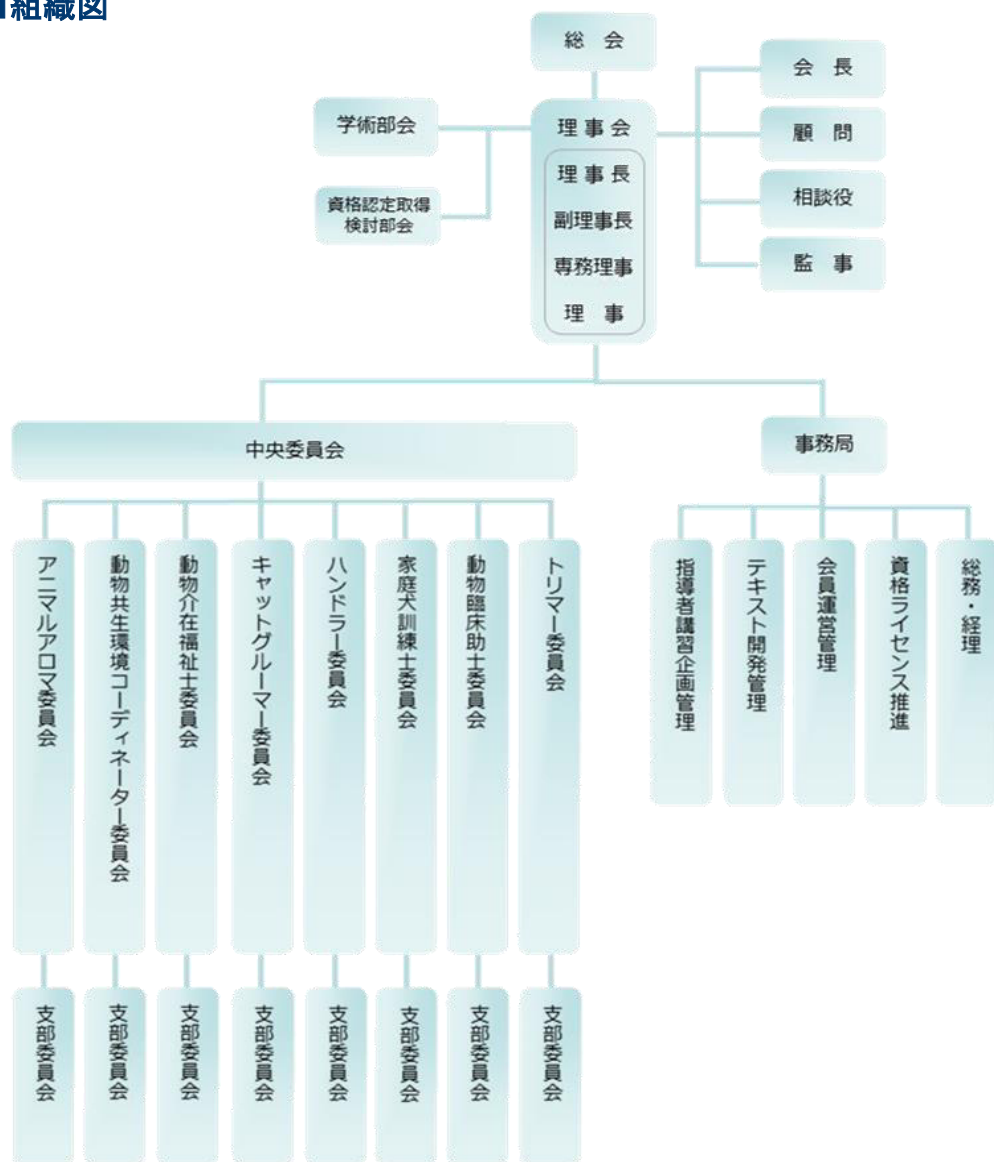 組織図
総 会
会 長
学術部会
理 事 会
顧 問
理 事 長
資格認定取得
検討部会
相談役
副理事長
専務理事
監 事
理 事
中央委員会
事務局
アニマルアロマ委員会
動物共生環境コーディネーター委員会
動物介在福祉士委員会
キャットグルーマー委員会
ハンドラー委員会
家庭犬訓練士委員会
動物臨床助士委員会
トリマー委員会
指導者講習企画管理
テキスト開発管理
会員運営管理
資格ライセンス推進
総務・経理
支部委員会
支部委員会
支部委員会
支部委員会
支部委員会
支部委員会
支部委員会
支部委員会